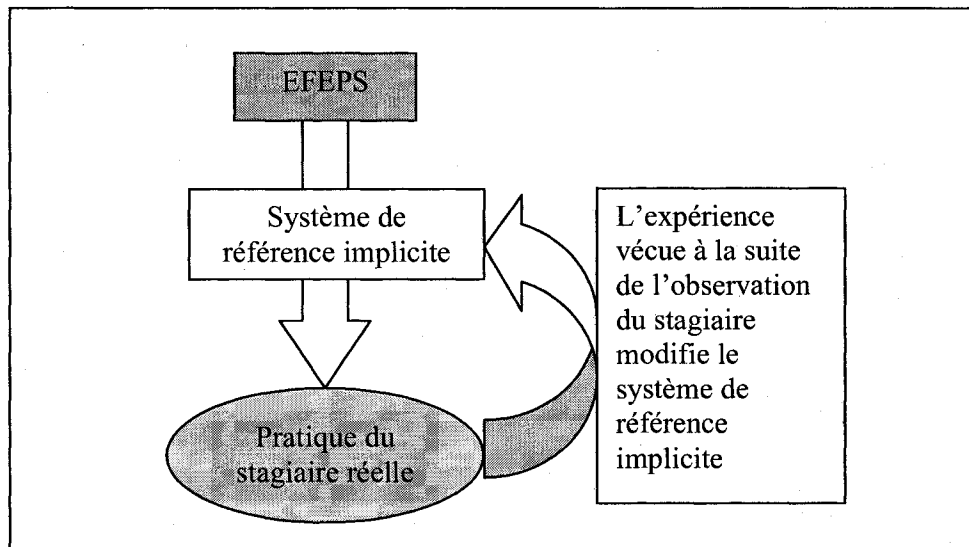 EFEPS
Système de
référence implicite
Pratique du
stagiaire réelle
L'expérience
vécue à la suite
de l'observation
du stagiaire
modifie le
système de
référence
implicite